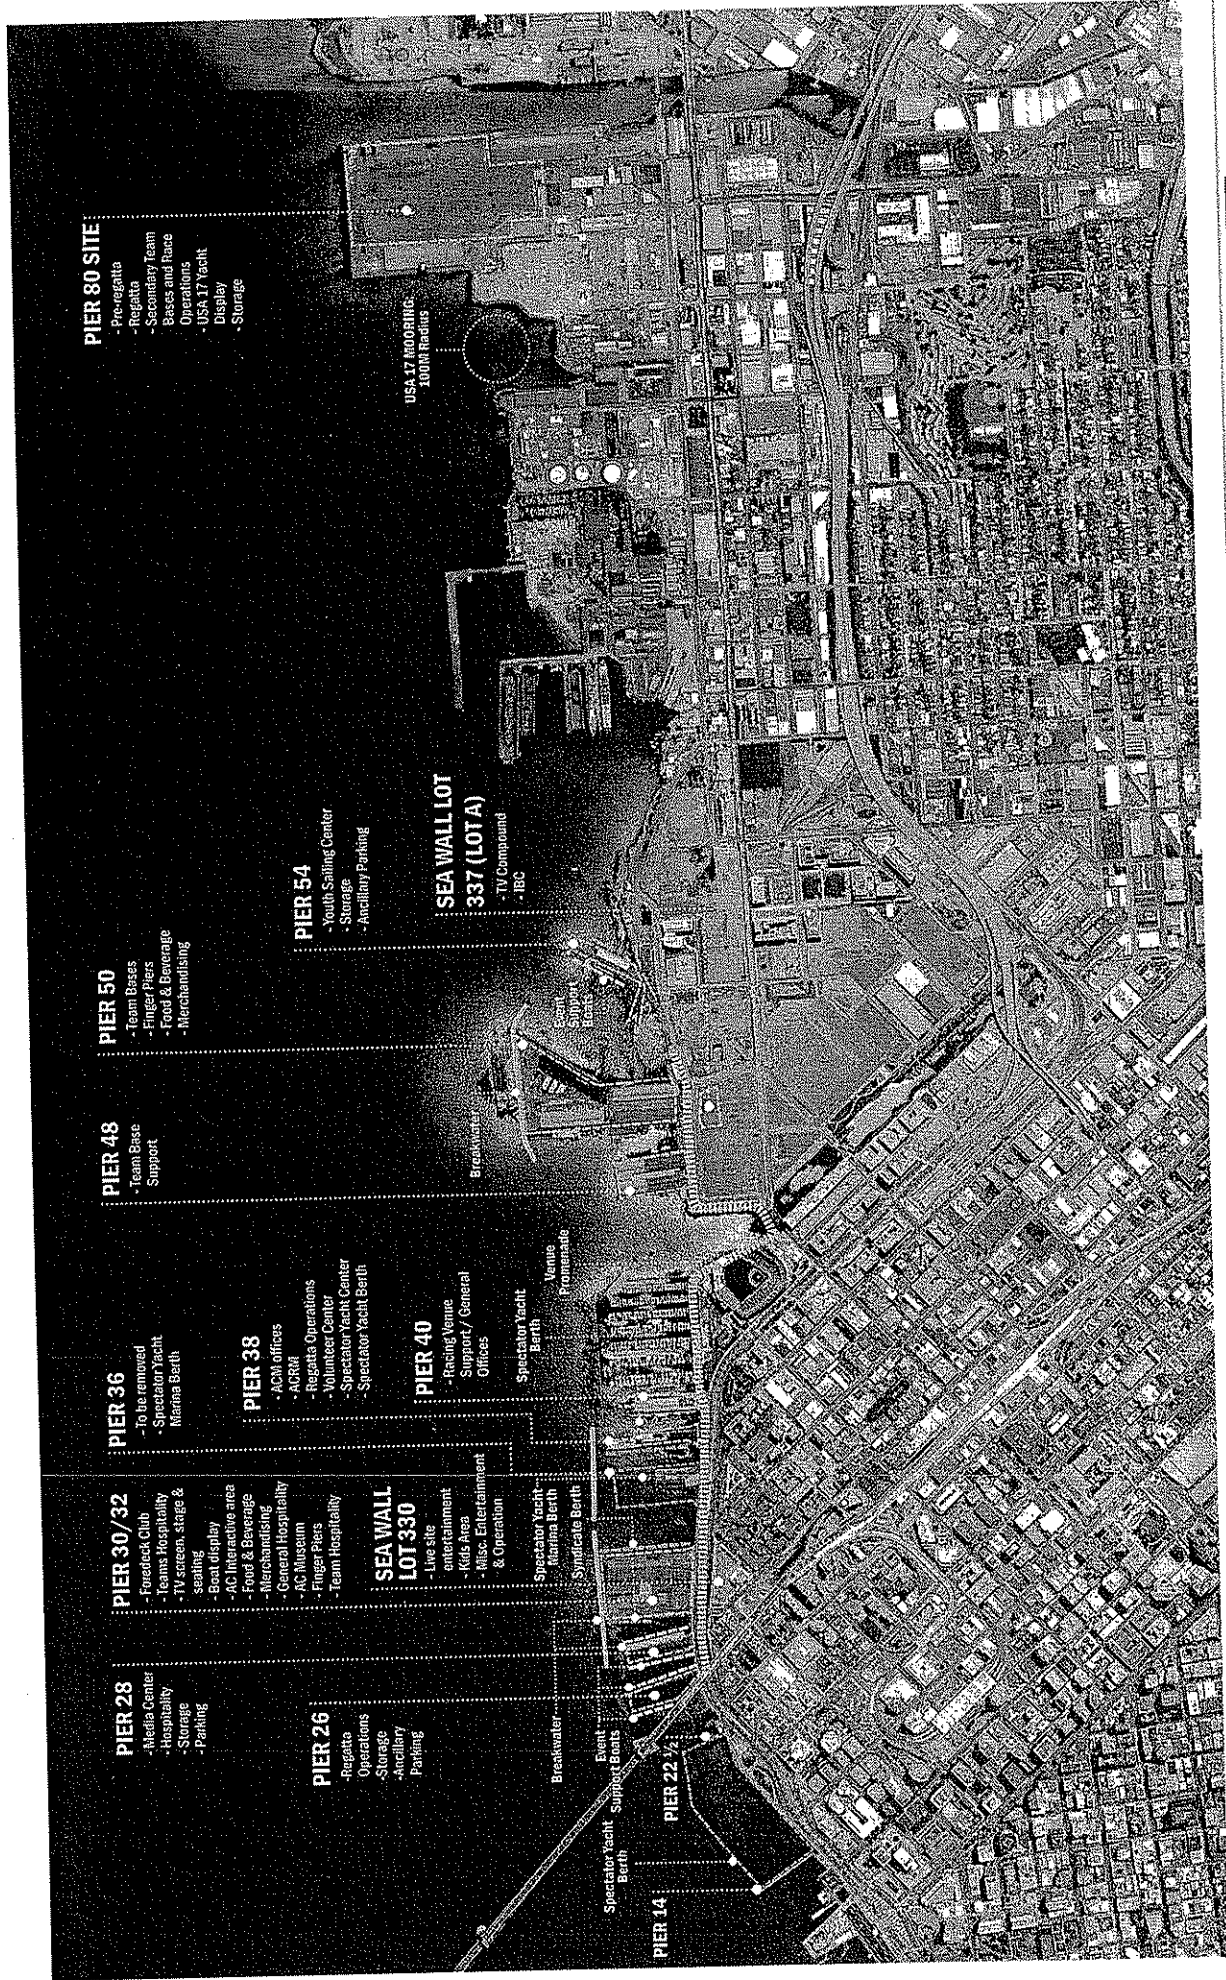 PIER 14
Spectator Yacht
Berth
PIER 22 ½
Event
Support Boats
Breakwater
PIER 26
-Regatto
Operations
-Storage
-Ancillary
Parking
PIER 28
-Media Center
-Hospitality
-Storage
-Parking
PIER 30/32
-Foredeck Club
-Teams Hospitality
-TV screen, stage &
seating
-Boat display
-AC Interactive area
-Food & Beverage
-Merchandising
-General Hospitality
-AC Museum
-Finger Piers
-Team Hospitality
SEA WALL
LOT 330
-Live site
entertainment
-Kids Area
-Misc. Entertainment
& Operation
Spectator Yacht
Marina Berth
Syndicate Berth
PIER 36
-To be removed
-Spectator Yacht
Marina Berth
PIER 38
-ACM offices
-ACRM
-Regatta Operations
-Volunteer Center
-Spectator Yacht Center
-Spectator Yacht Berth
PIER 40
-Racing Venue
Support / General
Offices
Spectator Yacht
Berth
Venue
Promenade
PIER 48
-Team Base
Support
Breakwater
PIER 50
-Team Bases
-Finger Piers
-Food & Beverage
-Merchandising
Event
Support
Boats
PIER 54
-Youth Sailing Center
-Storage
-Ancillary Parking
SEA WALL LOT
337 (LOT A)
-TV Compound
-IBC
USA 17 MOORING:
100M Radius
PIER 80 SITE
-Pre-regatta
-Regatta
-Secondary Team
Bases and Race
Operations
-USA 17 Yacht
Display
-Storage